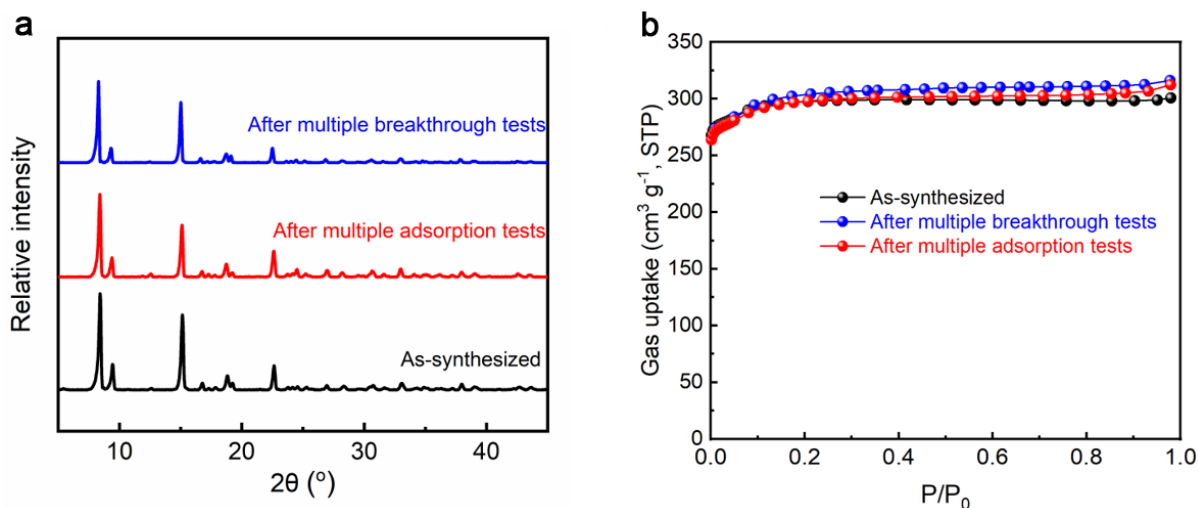 a
After multiple breakthrough tests
After multiple adsorption tests
As-synthesized
Relative intensity
10
20
30
40
2θ (°)
b
350
300
250
200
150
100
50
0
Gas uptake (cm³ g⁻¹, STP)
As-synthesized
After multiple breakthrough tests
After multiple adsorption tests
0.0
0.2
0.4
0.6
0.8
1.0
P/P₀